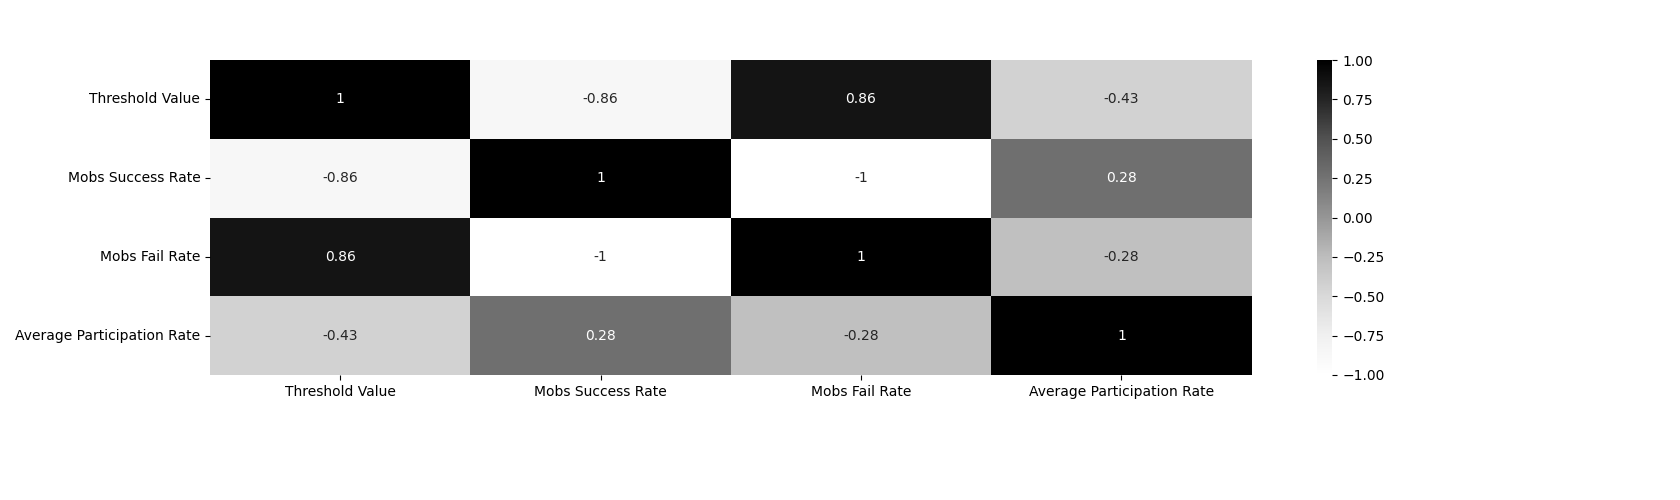 Threshold Value 1 -0.86 0.86 -0.43
Mobs Success Rate -0.86 1 -1 0.28
Mobs Fail Rate 0.86 -1 1 -0.28
Average Participation Rate -0.43 0.28 -0.28 1
Threshold Value Mobs Success Rate Mobs Fail Rate Average Participation Rate
1.00
0.75
0.50
0.25
0.00
−0.25
−0.50
−0.75
−1.00